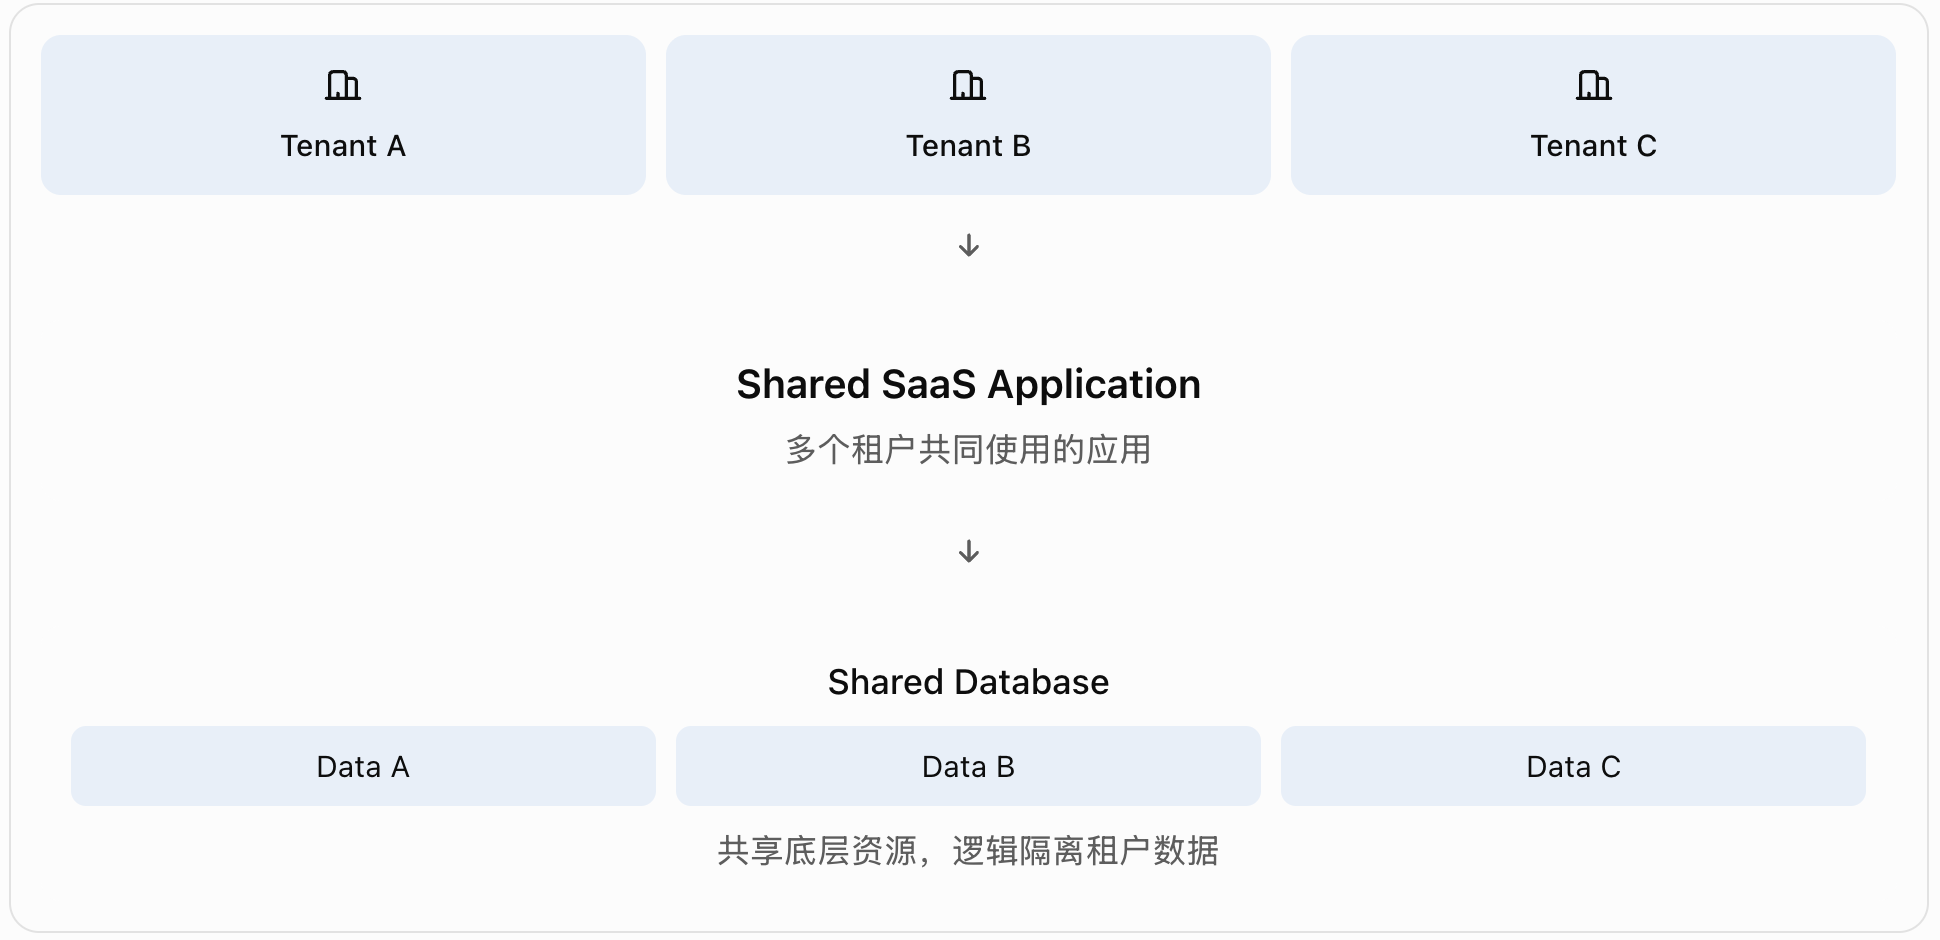 Tenant A
Tenant B
Tenant C
Shared SaaS Application
多个租户共同使用的应用
Shared Database
Data A
Data B
Data C
共享底层资源，逻辑隔离租户数据